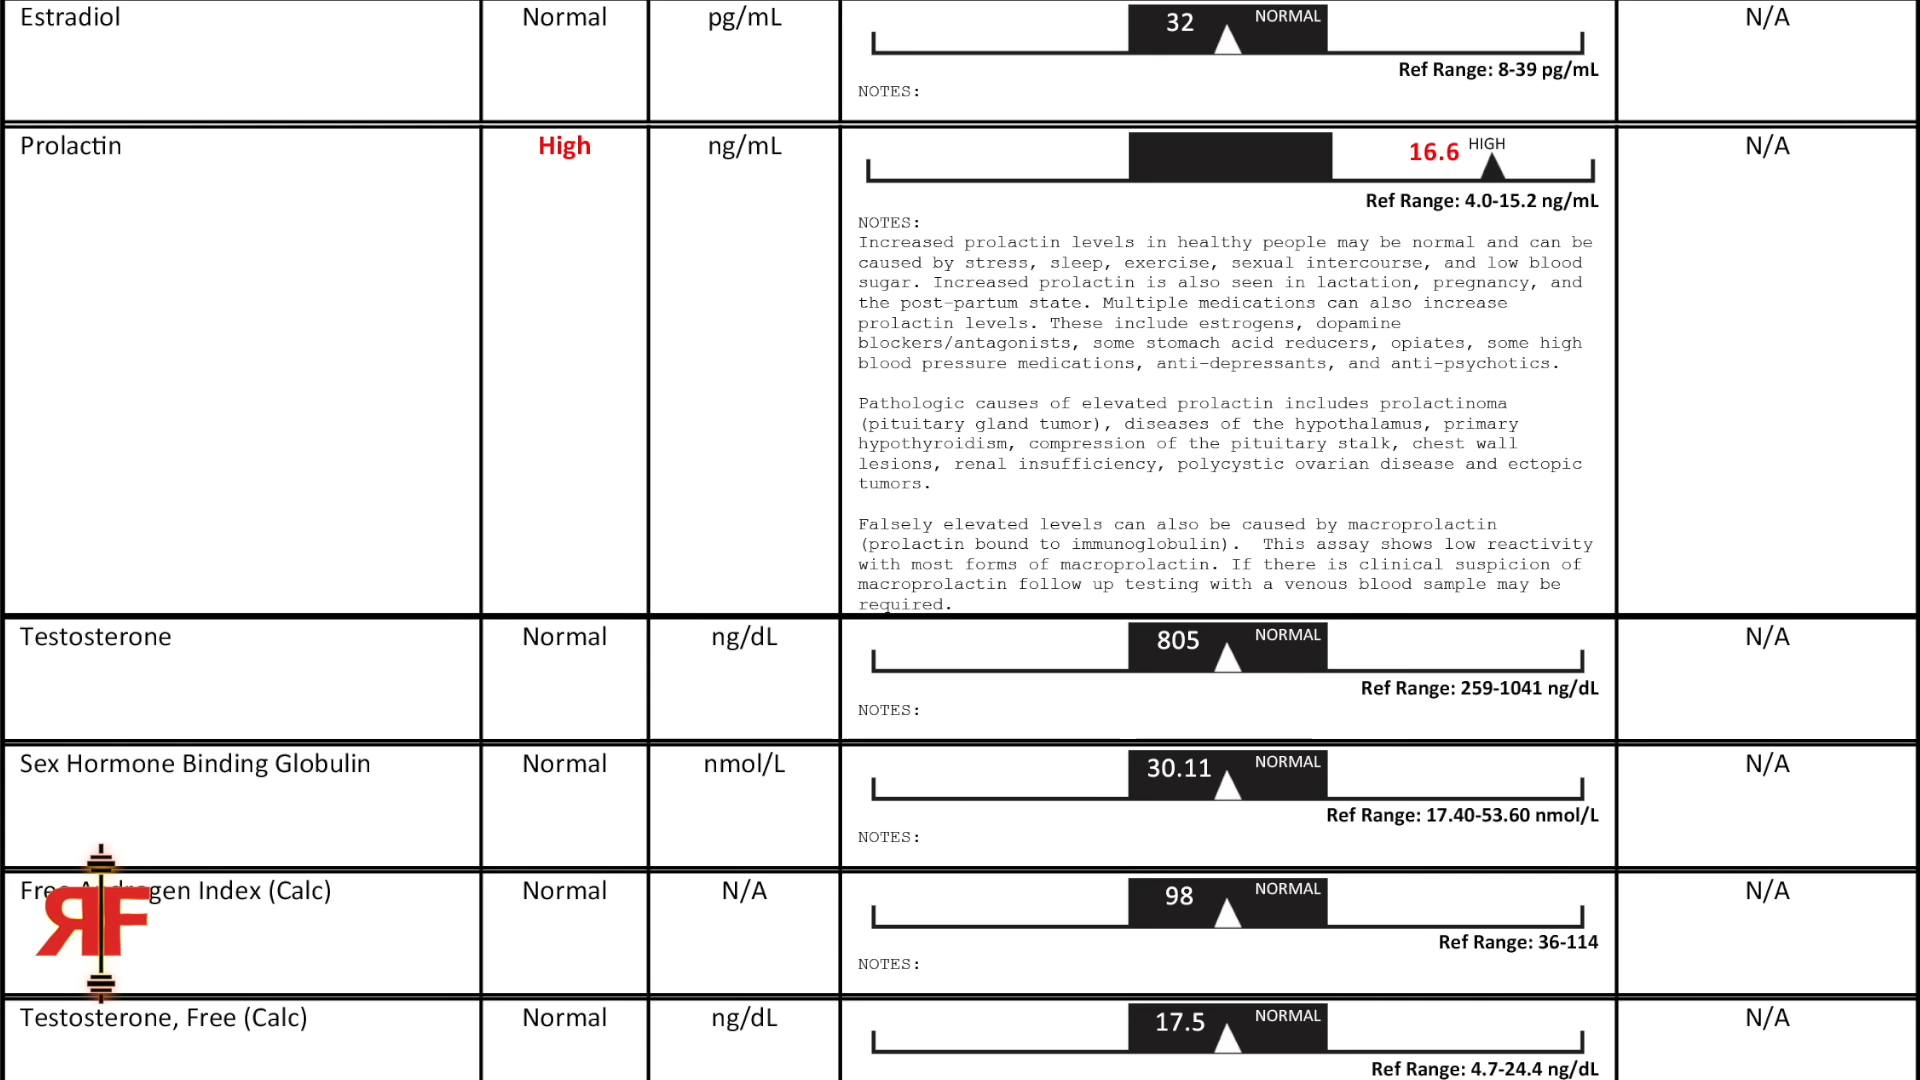 Estradiol Normal pg/mL 32 NORMAL N/A
Ref Range: 8-39 pg/mL
NOTES:
Prolactin High ng/mL 16.6 HIGH N/A
Ref Range: 4.0-15.2 ng/mL
NOTES:
Increased prolactin levels in healthy people may be normal and can be
caused by stress, sleep, exercise, sexual intercourse, and low blood
sugar. Increased prolactin is also seen in lactation, pregnancy, and
the post-partum state. Multiple medications can also increase
prolactin levels. These include estrogens, dopamine
blockers/antagonists, some stomach acid reducers, opiates, some high
blood pressure medications, anti-depressants, and anti-psychotics.
Pathologic causes of elevated prolactin includes prolactinoma
(pituitary gland tumor), diseases of the hypothalamus, primary
hypothyroidism, compression of the pituitary stalk, chest wall
lesions, renal insufficiency, polycystic ovarian disease and ectopic
tumors.
Falsely elevated levels can also be caused by macroprolactin
(prolactin bound to immunoglobulin). This assay shows low reactivity
with most forms of macroprolactin. If there is clinical suspicion of
macroprolactin follow up testing with a venous blood sample may be
required.
Testosterone Normal ng/dL 805 NORMAL N/A
Ref Range: 259-1041 ng/dL
NOTES:
Sex Hormone Binding Globulin Normal nmol/L 30.11 NORMAL N/A
Ref Range: 17.40-53.60 nmol/L
NOTES:
Free Androgen Index (Calc) Normal N/A 98 NORMAL N/A
RF
Ref Range: 36-114
NOTES:
Testosterone, Free (Calc) Normal ng/dL 17.5 NORMAL N/A
Ref Range: 4.7-24.4 ng/dL